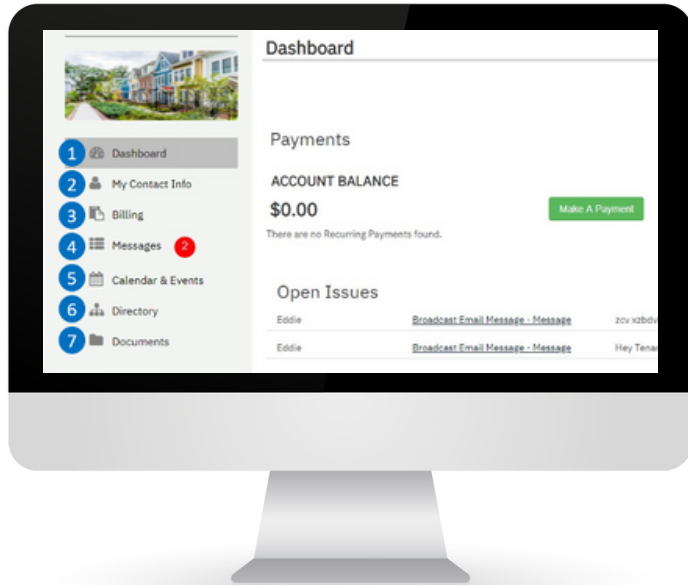 Dashboard
1 Dashboard
2 My Contact Info
3 Billing
4 Messages 2
5 Calendar & Events
6 Directory
7 Documents
Payments
ACCOUNT BALANCE
$0.00 Make A Payment
There are no Recurring Payments found.
Open Issues
Eddie Broadcast Email Message - Message
Eddie Broadcast Email Message - Message Hey